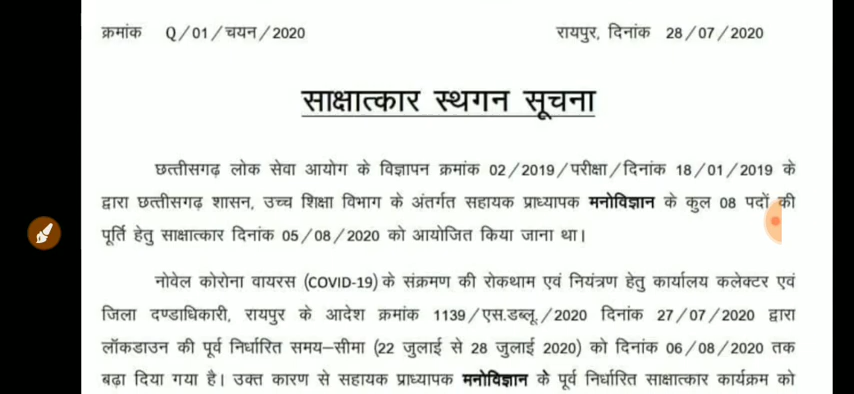 क्रमांक Q/01/चयन/2020 रायपुर, दिनांक 28/07/2020
साक्षात्कार स्थगन सूचना
छत्तीसगढ़ लोक सेवा आयोग के विज्ञापन क्रमांक 02/2019/परीक्षा/दिनांक 18/01/2019 के
द्वारा छत्तीसगढ़ शासन, उच्च शिक्षा विभाग के अंतर्गत सहायक प्राध्यापक मनोविज्ञान के कुल 08 पदों की
पूर्ति हेतु साक्षात्कार दिनांक 05/08/2020 को आयोजित किया जाना था।
नोवेल कोरोना वायरस (COVID-19) के संक्रमण की रोकथाम एवं नियंत्रण हेतु कार्यालय कलेक्टर एवं
जिला दण्डाधिकारी, रायपुर के आदेश क्रमांक 1139/एस.डब्लू./2020 दिनांक 27/07/2020 द्वारा
लॉकडाउन की पूर्व निर्धारित समय–सीमा (22 जुलाई से 28 जुलाई 2020) को दिनांक 06/08/2020 तक
बढ़ा दिया गया है। उक्त कारण से सहायक प्राध्यापक मनोविज्ञान के पूर्व निर्धारित साक्षात्कार कार्यक्रम को